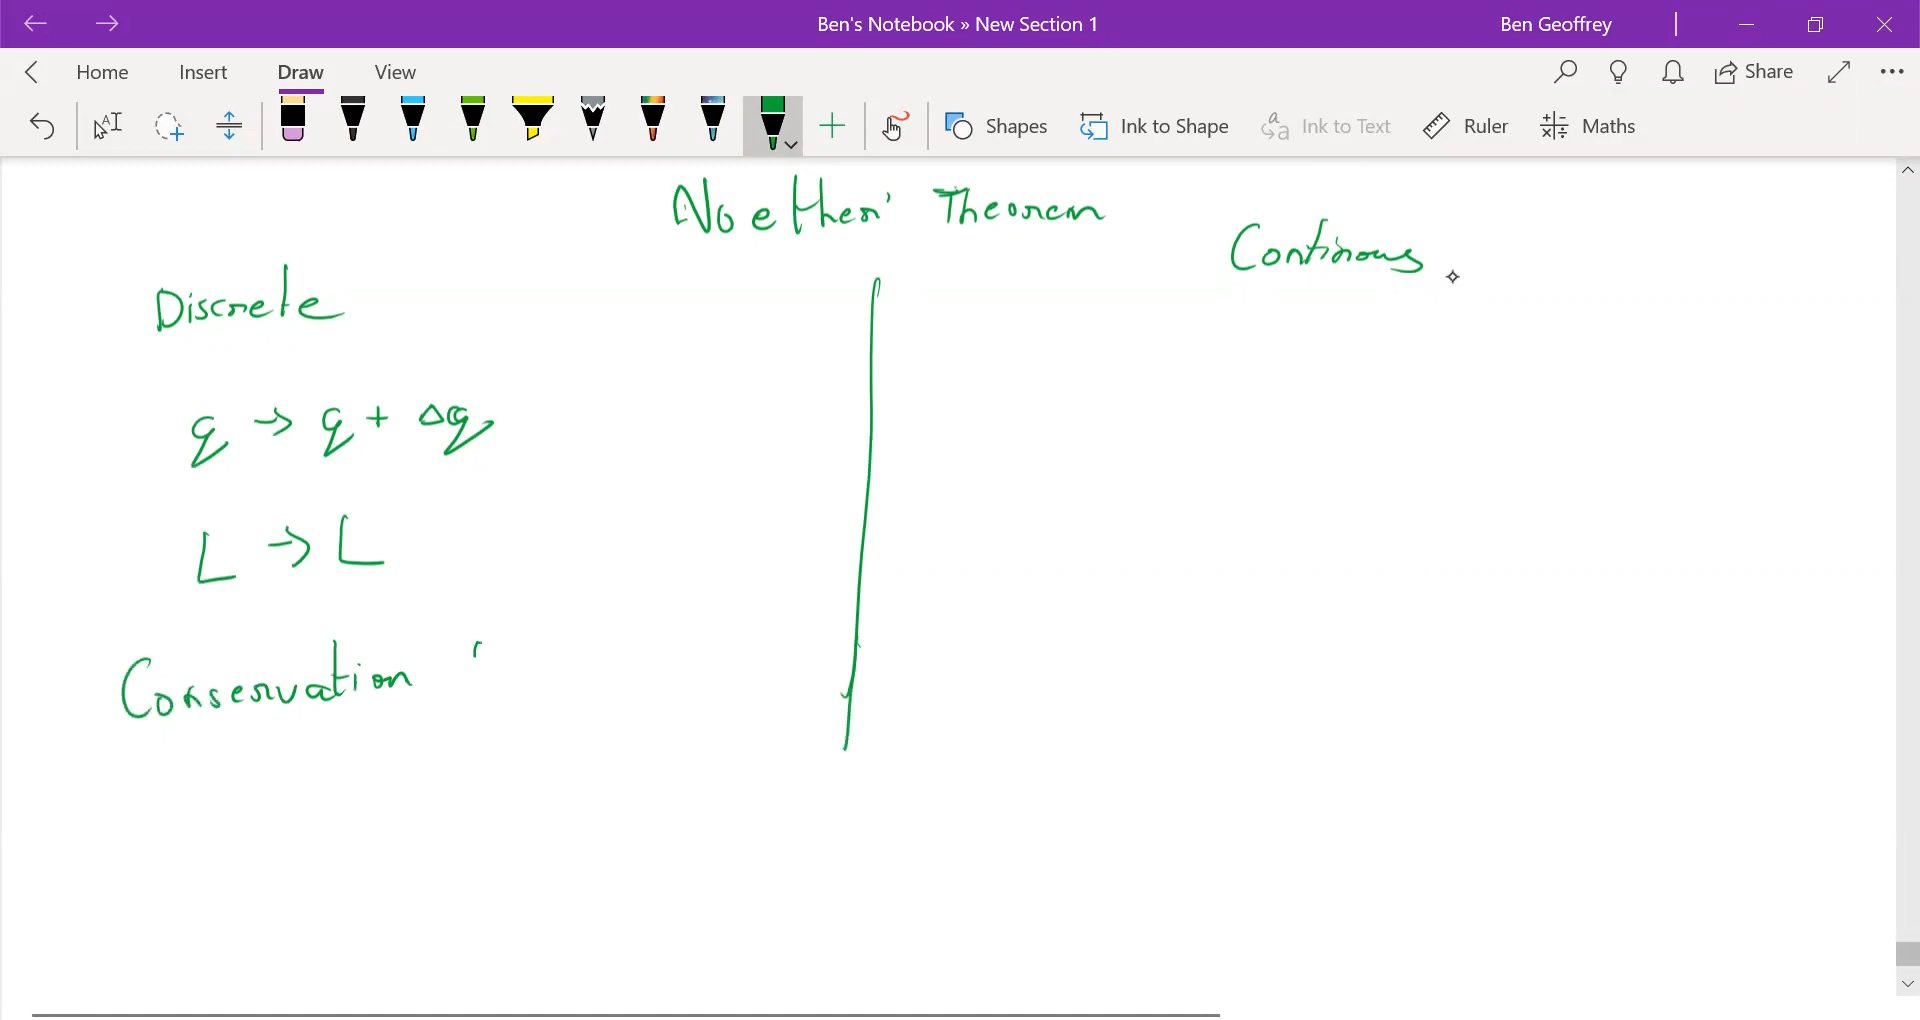 Ben's Notebook » New Section 1
Ben Geoffrey
Home Insert Draw View
Share
Shapes Ink to Shape Ink to Text Ruler Maths
Noether' Theorem
Discrete
q → q + Δq
L → L
Conservation '
Continous